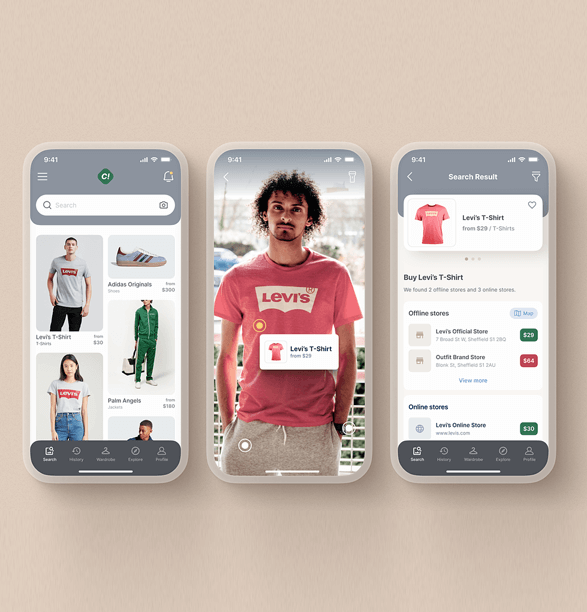 9:41
C!
Search
LEVI'S
Adidas Originals
Shoes
from
$300
Levi's T-Shirt
T-Shirts
from
$30
LEVI'S
Palm Angels
Jackets
from
$180
Search
History
Wardrobe
Explore
Profile
9:41
LEVI'S
Levi's T-Shirt
from $29
9:41
Search Result
LEVI'S
Levi's T-Shirt
from $29 / T-Shirts
Buy Levi's T-Shirt
We found 2 offline stores and 3 online stores.
Offline stores
Map
Levi's Official Store
7 Broad St W, Sheffield S1 2BQ
$29
Outfit Brand Store
Blonk St, Sheffield S1 2AU
$64
View more
Online stores
Levi's Online Store
www.levis.com
$30
Search
History
Wardrobe
Explore
Profile